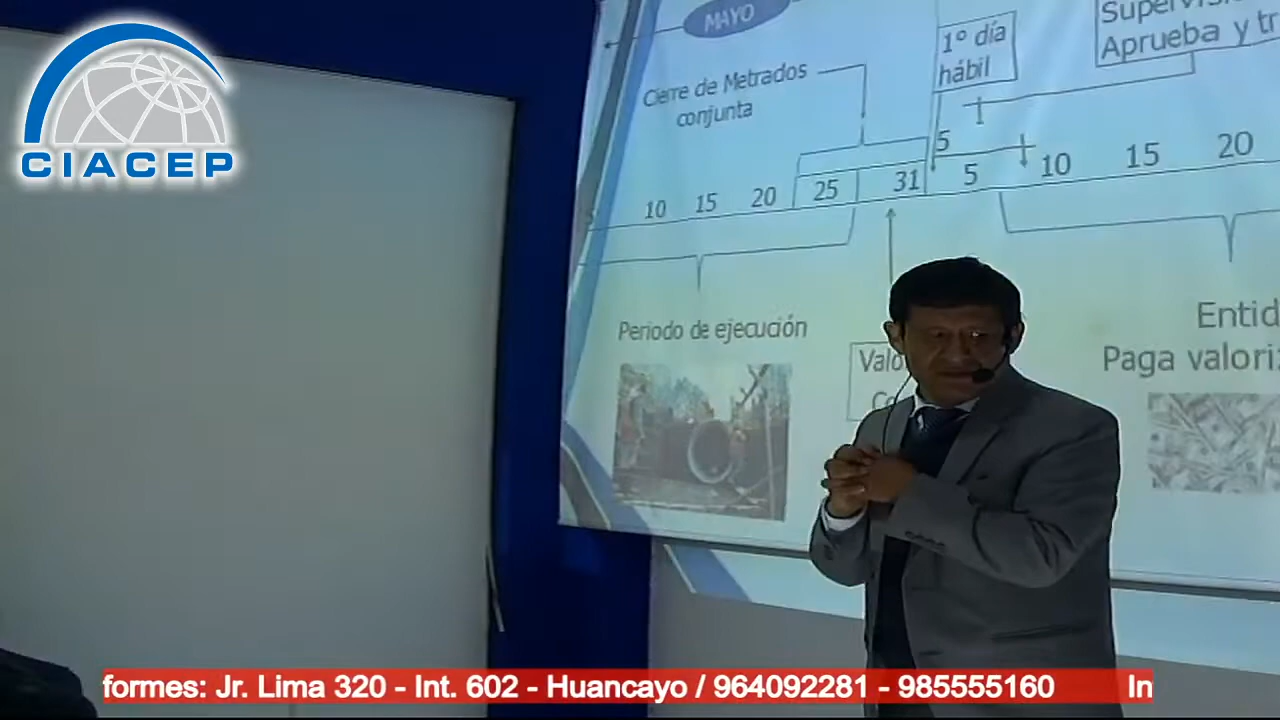 CIACEP
MAYO
1º día
hábil
Aprueba y tr
Cierre de Metrados
conjunta
1
5
10 15 20 25 31 5 10 15 20
Periodo de ejecución
Valo
Co
Entid
Paga valori
formes: Jr. Lima 320 - Int. 602 - Huancayo / 964092281 - 985555160 In